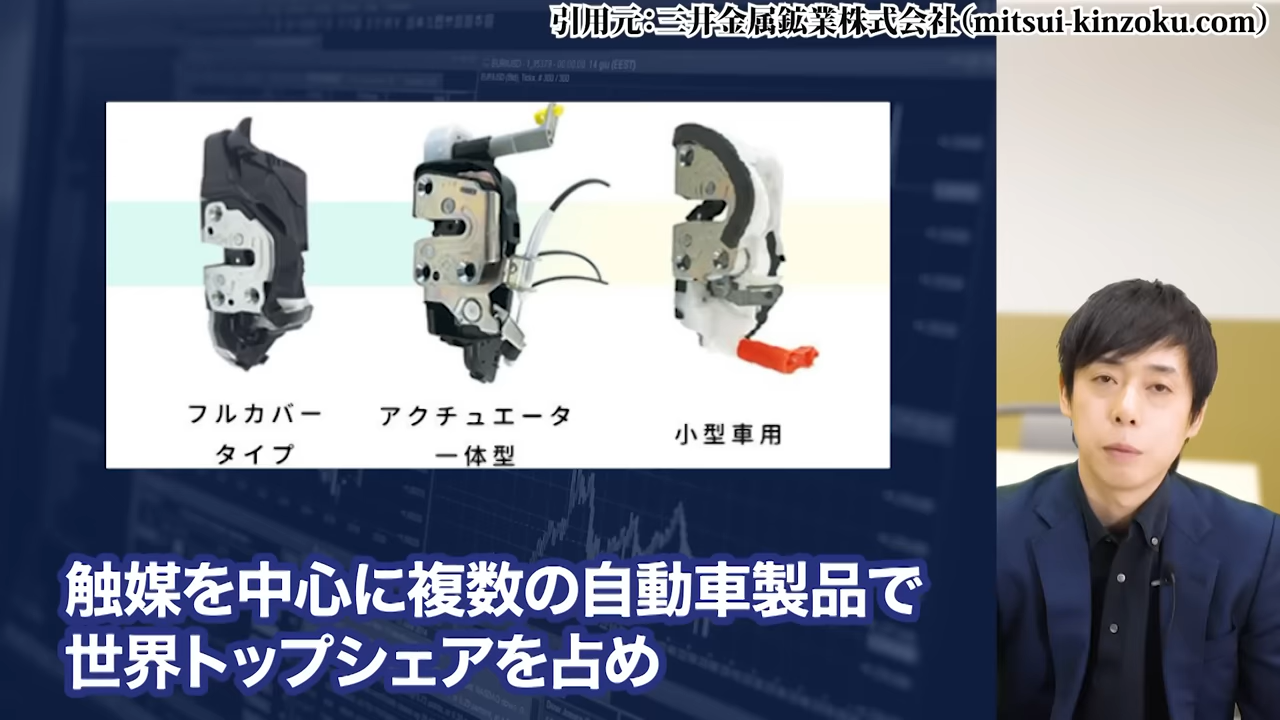 引用元：三井金属鉱業株式会社（mitsui-kinzoku.com）
フルカバー
タイプ
アクチュエータ
一体型
小型車用
触媒を中心に複数の自動車製品で
世界トップシェアを占め